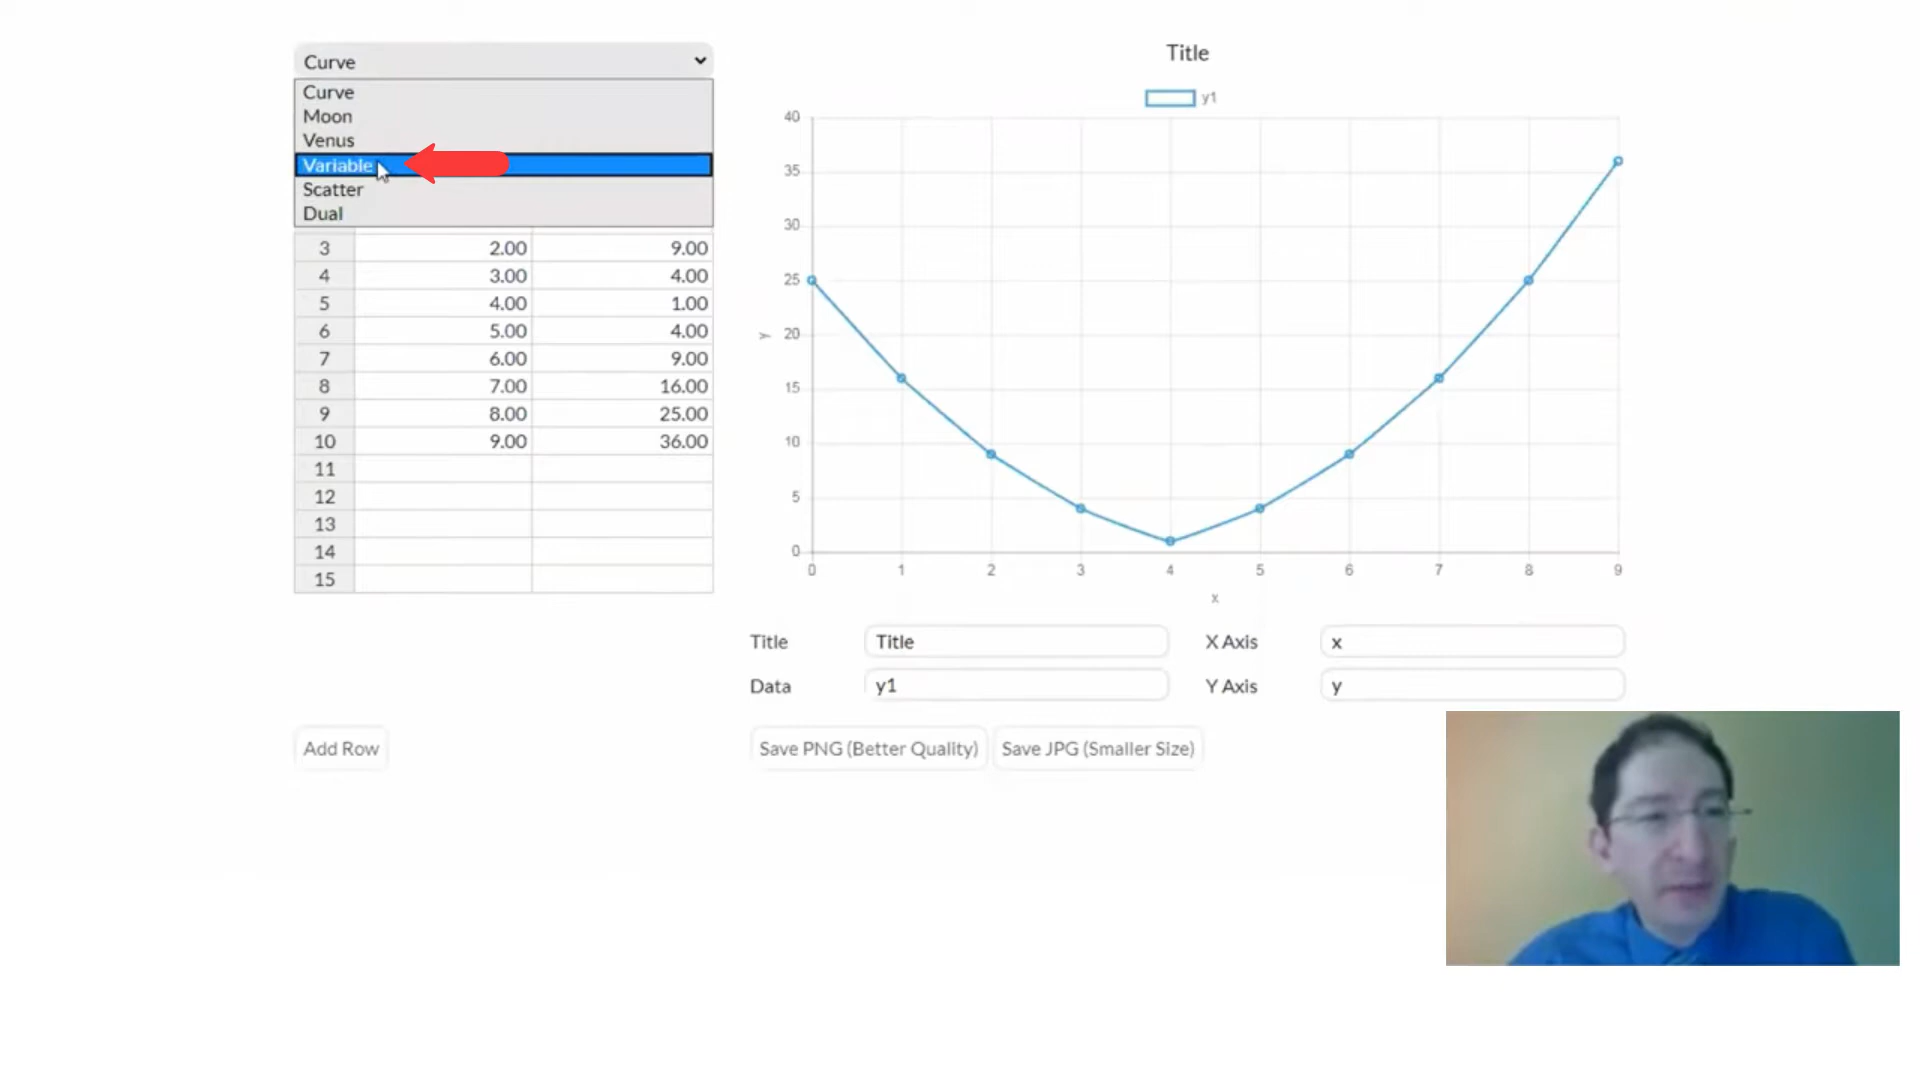 Curve
Curve
Moon
Venus
Variable
Scatter
Dual
3 2.00 9.00
4 3.00 4.00
5 4.00 1.00
6 5.00 4.00
7 6.00 9.00
8 7.00 16.00
9 8.00 25.00
10 9.00 36.00
11
12
13
14
15
Add Row
Title
y1
40
35
30
25
20
15
10
5
0
y
0 1 2 3 4 5 6 7 8 9
x
Title Title X Axis x
Data y1 Y Axis y
Save PNG (Better Quality) Save JPG (Smaller Size)